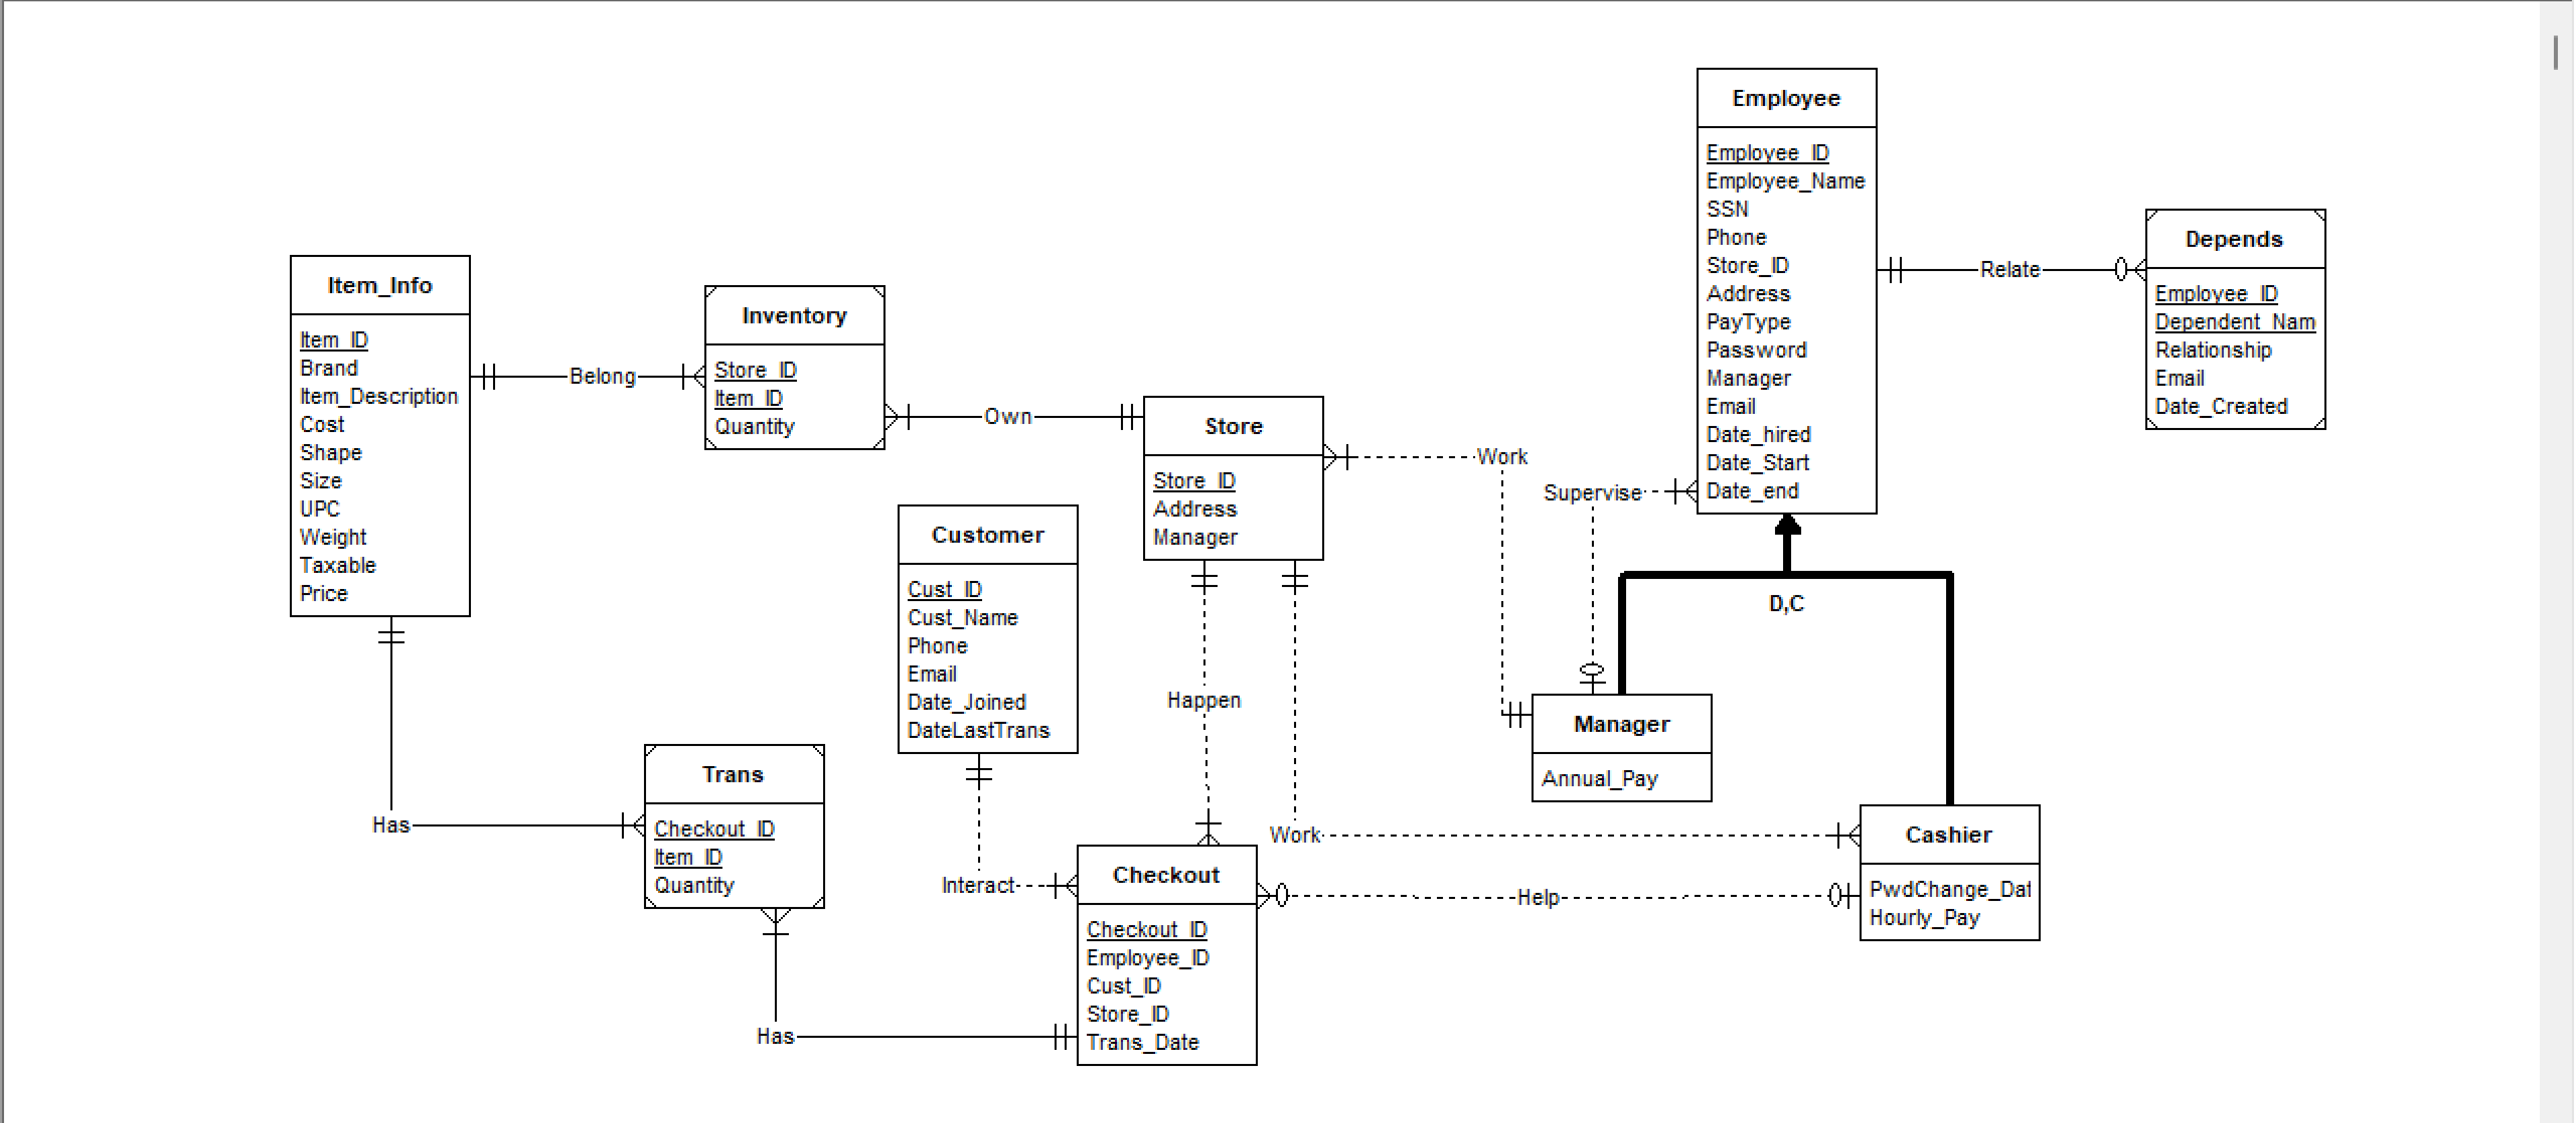 Employee
Employee_ID
Employee_Name
SSN
Phone
Store_ID
Address
PayType
Password
Manager
Email
Date_hired
Date_Start
Date_end
Relate
Depends
Employee_ID
Dependent_Nam
Relationship
Email
Date_Created
Item_Info
Item_ID
Brand
Item_Description
Cost
Shape
Size
UPC
Weight
Taxable
Price
Belong
Inventory
Store_ID
Item_ID
Quantity
Own
Store
Store_ID
Address
Manager
Work
Supervise
Customer
Cust_ID
Cust_Name
Phone
Email
Date_Joined
DateLastTrans
D,C
Happen
Manager
Annual_Pay
Trans
Checkout_ID
Item_ID
Quantity
Has
Interact
Work
Checkout
Checkout_ID
Employee_ID
Cust_ID
Store_ID
Trans_Date
Help
Cashier
PwdChange_Dat
Hourly_Pay
Has